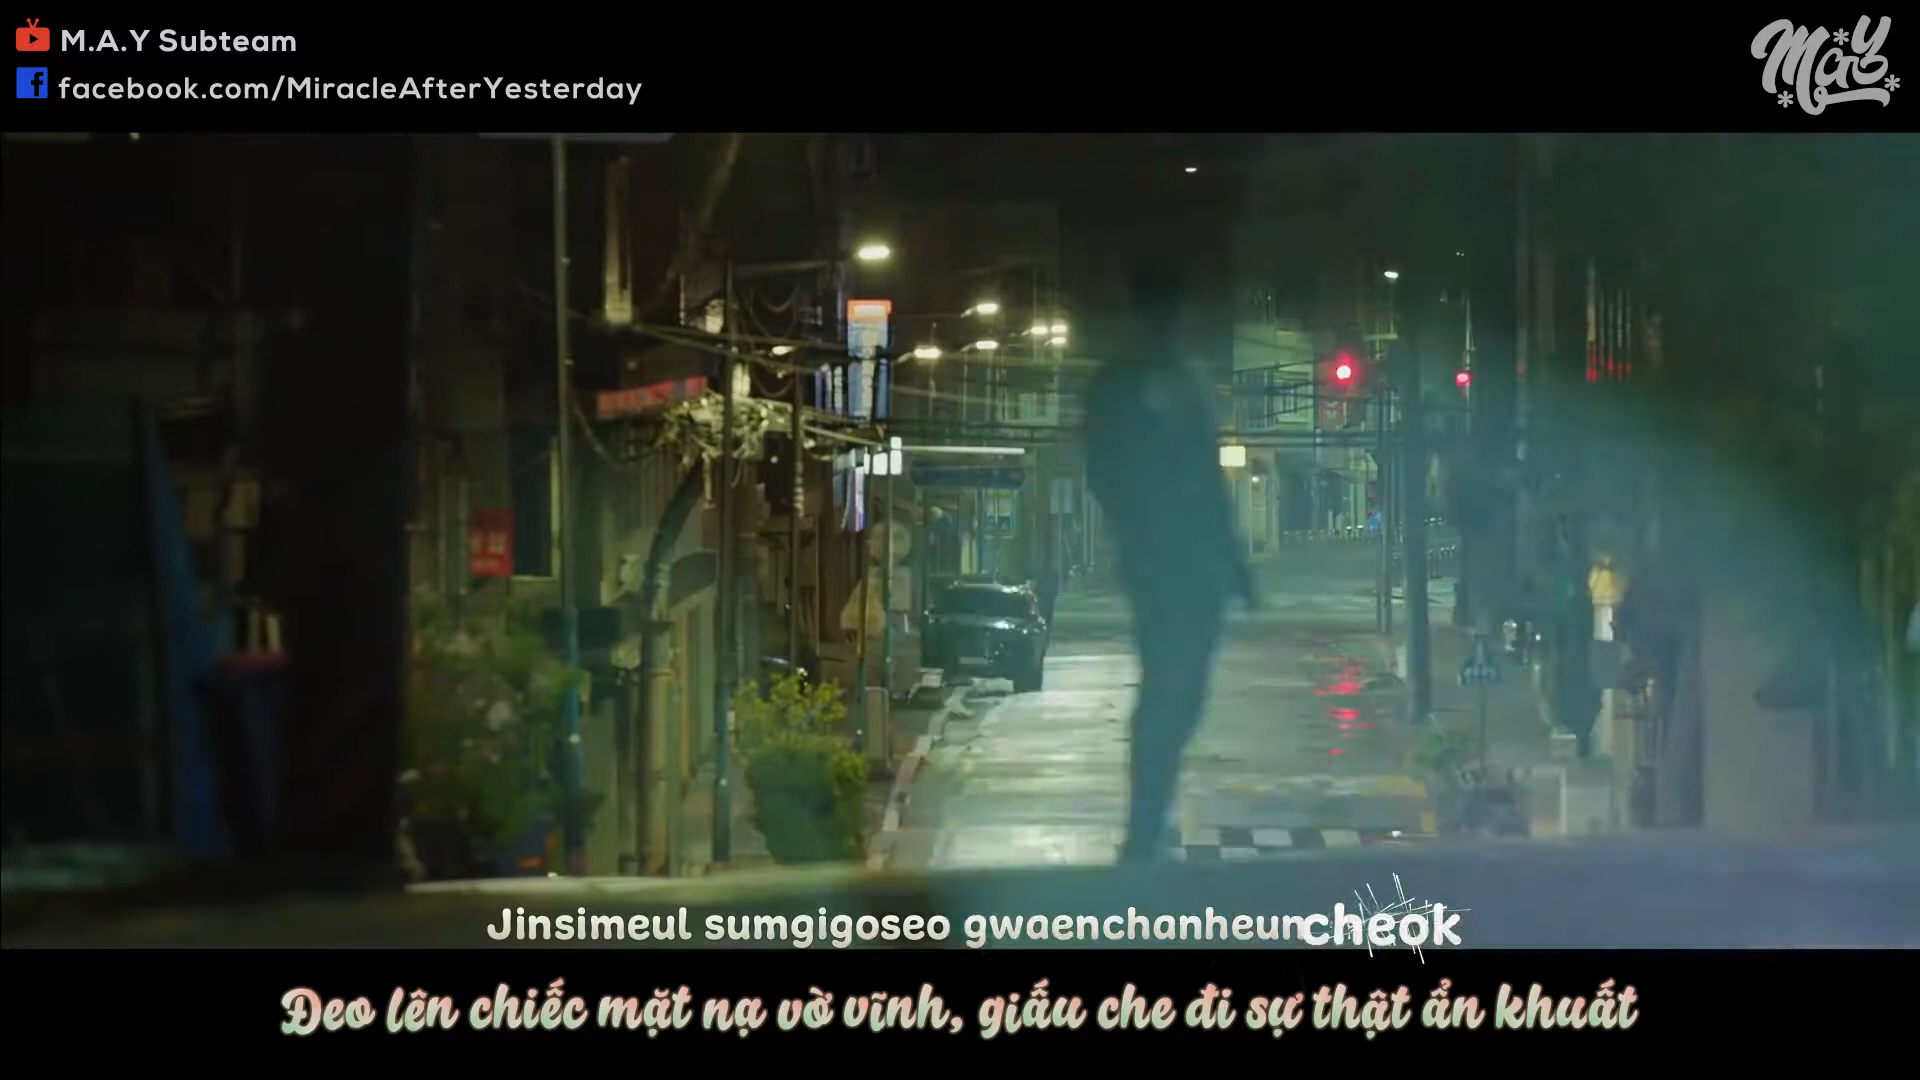 M.A.Y Subteam
facebook.com/MiracleAfterYesterday
May
Jinsimeul sumgigoseo gwaenchanheun cheok
Đeo lên chiếc mặt nạ vờ vĩnh, giấu che đi sự thật ẩn khuất